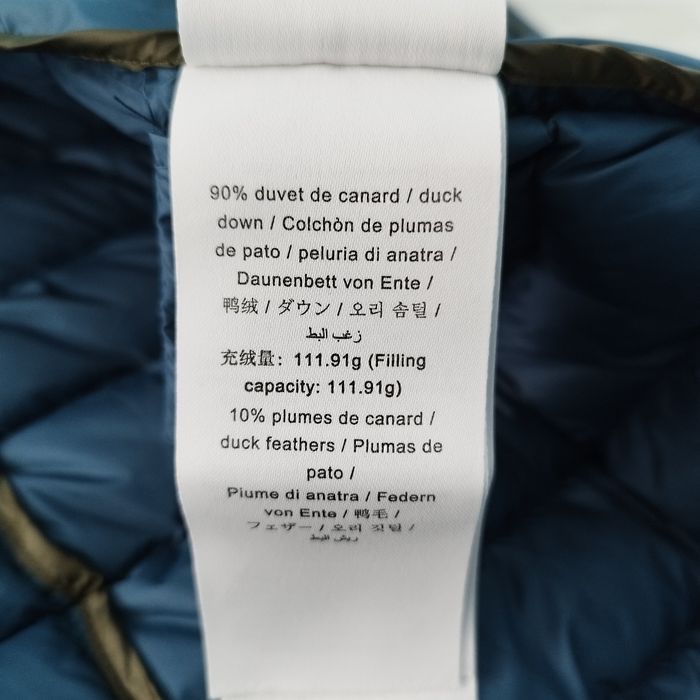 90% duvet de canard / duck
down / Colchòn de plumas
de pato / peluria di anatra /
Daunenbett von Ente /
鸭绒 / ダウン / 오리 솜털 /
زغب البط
充绒量: 111.91g (Filling
capacity: 111.91g)
10% plumes de canard /
duck feathers / Plumas de
pato /
Piume di anatra / Federn
von Ente / 鸭毛 /
フェザー / 오리 깃털 /
ريش البط